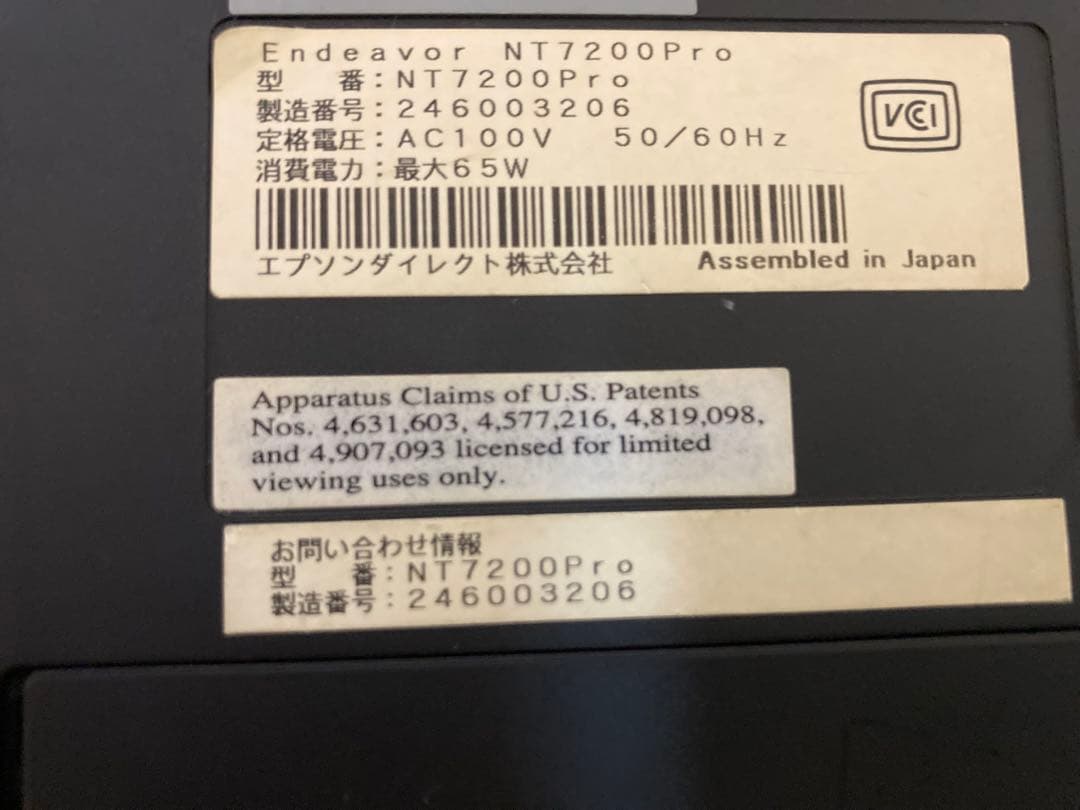 Endeavor NT7200Pro
型 番：NT7200Pro
製造番号：246003206
定格電圧：AC100V 50/60Hz
消費電力：最大65W
VCCI
エプソンダイレクト株式会社 Assembled in Japan
Apparatus Claims of U.S. Patents
Nos. 4,631,603, 4,577,216, 4,819,098,
and 4,907,093 licensed for limited
viewing uses only.
お問い合わせ情報
型 番：NT7200Pro
製造番号：246003206